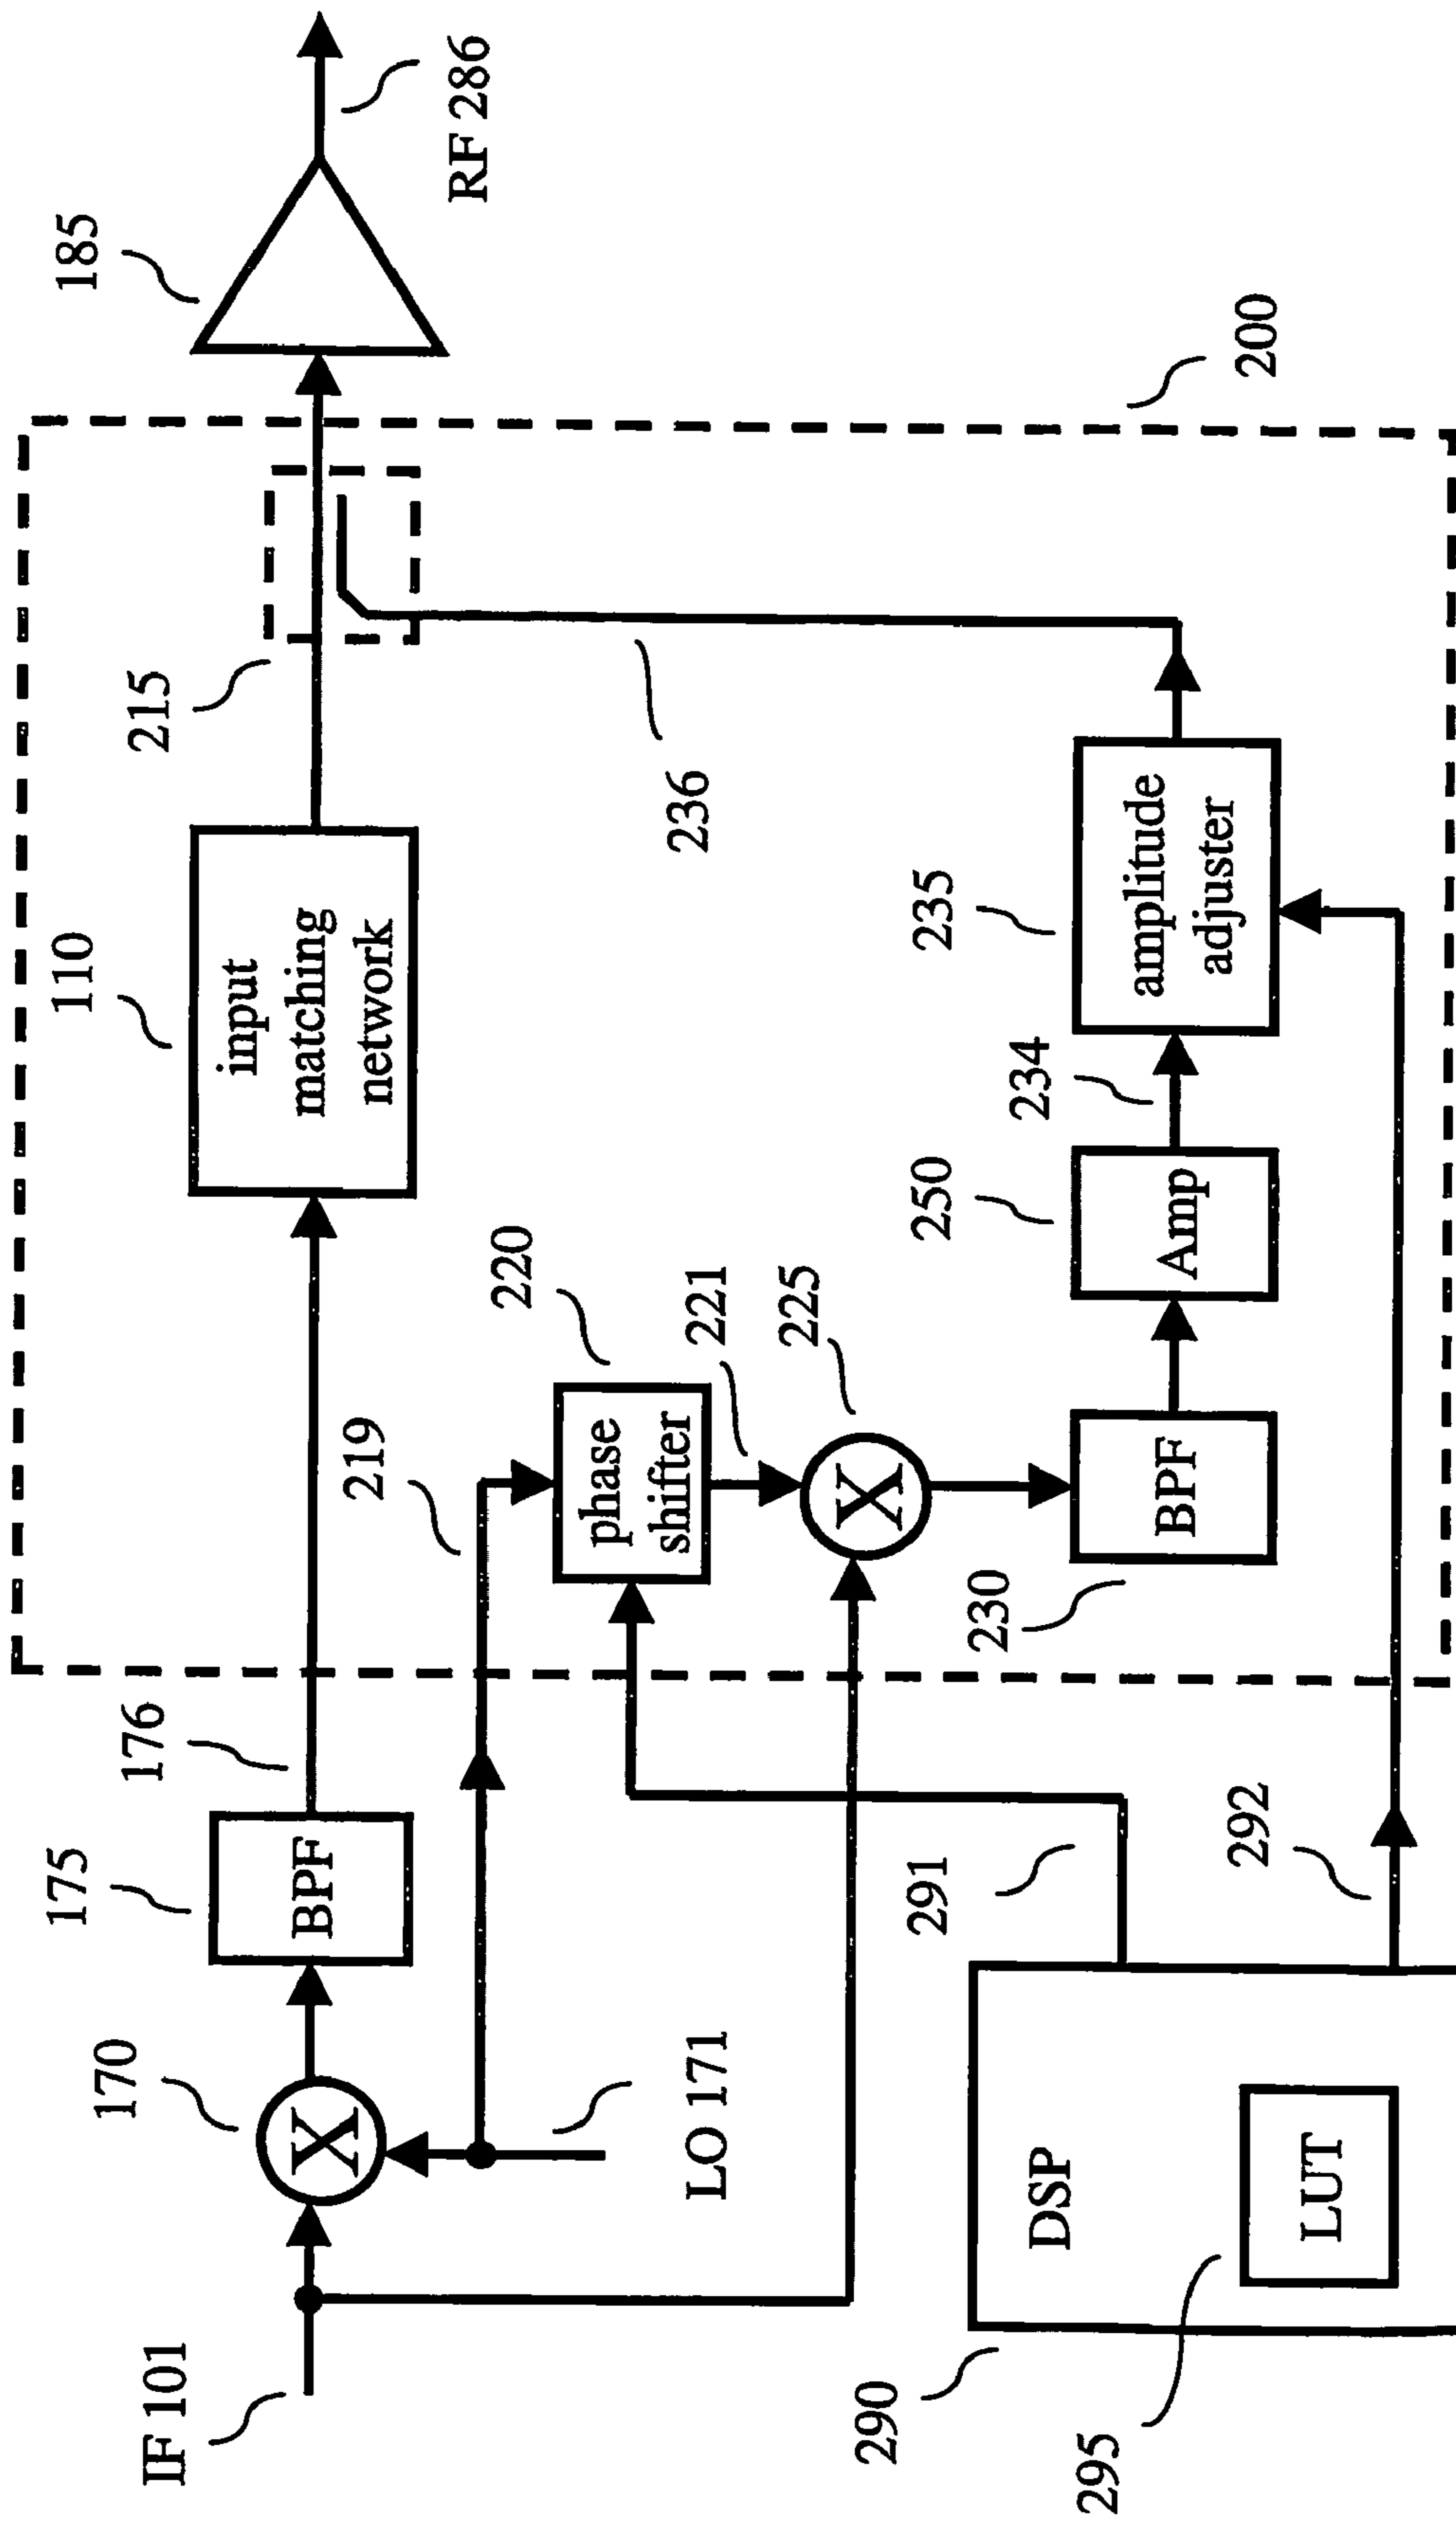 IF 101
170
175
BPF
176
110
input
matching
network
215
185
RF 286
X
LO 171
219
220
phase
shifter
221
225
X
236
290
DSP
295
LUT
291
292
230
BPF
250
Amp
234
235
amplitude
adjuster
200